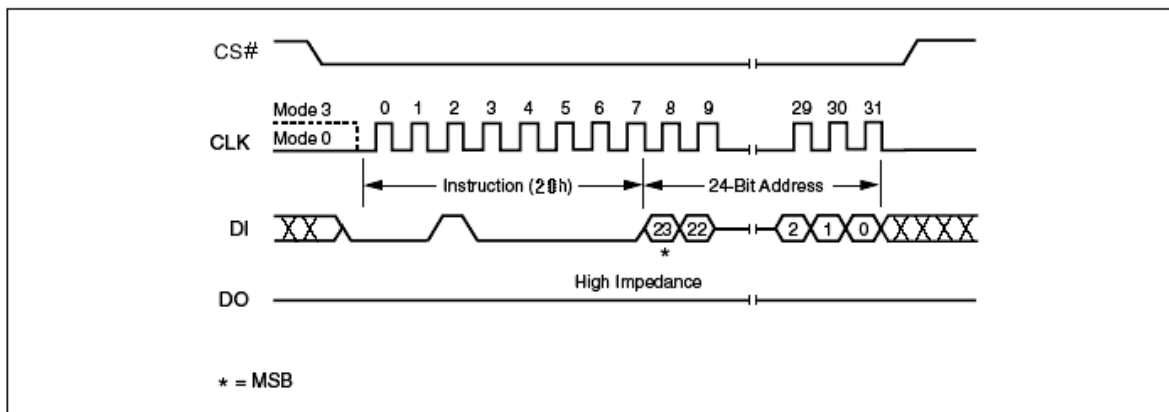 CS#
Mode 3
0 1 2 3 4 5 6 7 8 9 29 30 31
CLK
Mode 0
Instruction (20h)
24-Bit Address
DI
23 22 2 1 0
*
High Impedance
DO
* = MSB